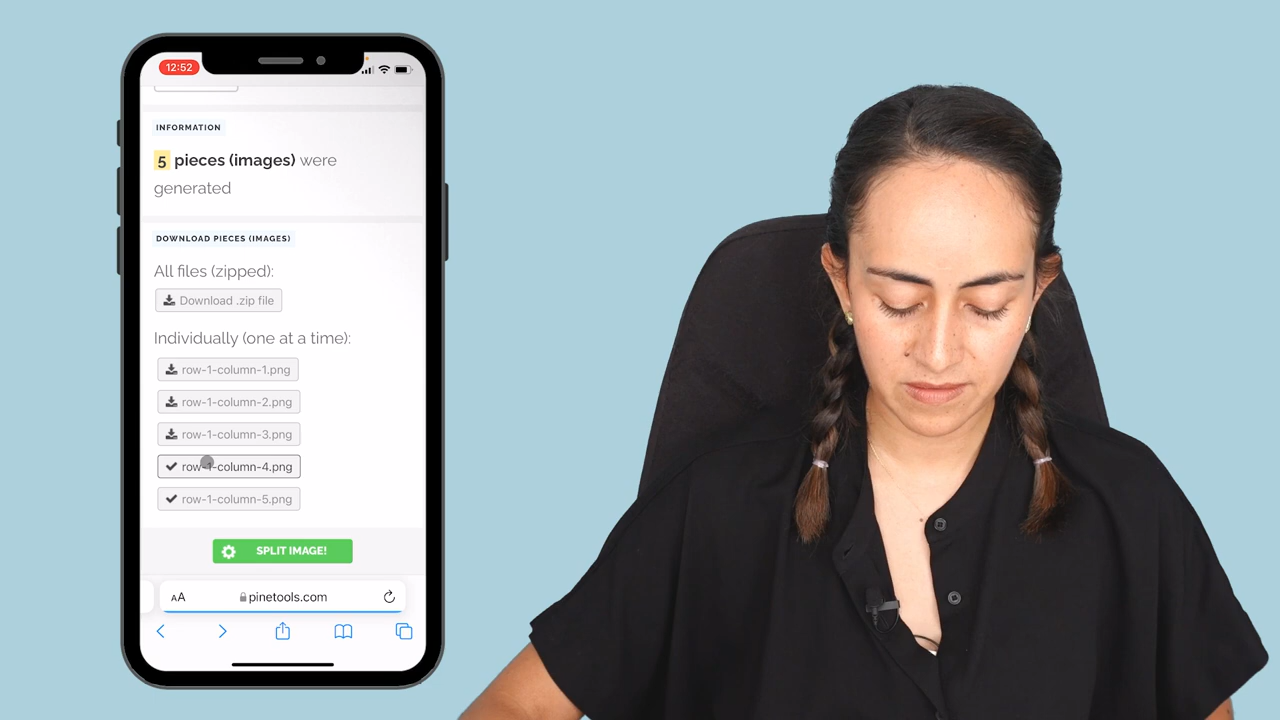 12:52
INFORMATION
5 pieces (images) were
generated
DOWNLOAD PIECES (IMAGES)
All files (zipped):
Download .zip file
Individually (one at a time):
row-1-column-1.png
row-1-column-2.png
row-1-column-3.png
row-1-column-4.png
row-1-column-5.png
SPLIT IMAGE!
AA
pinetools.com